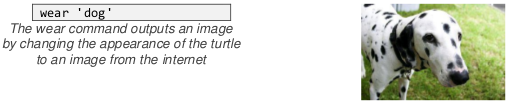 wear 'dog'
The wear command outputs an image
by changing the appearance of the turtle
to an image from the internet